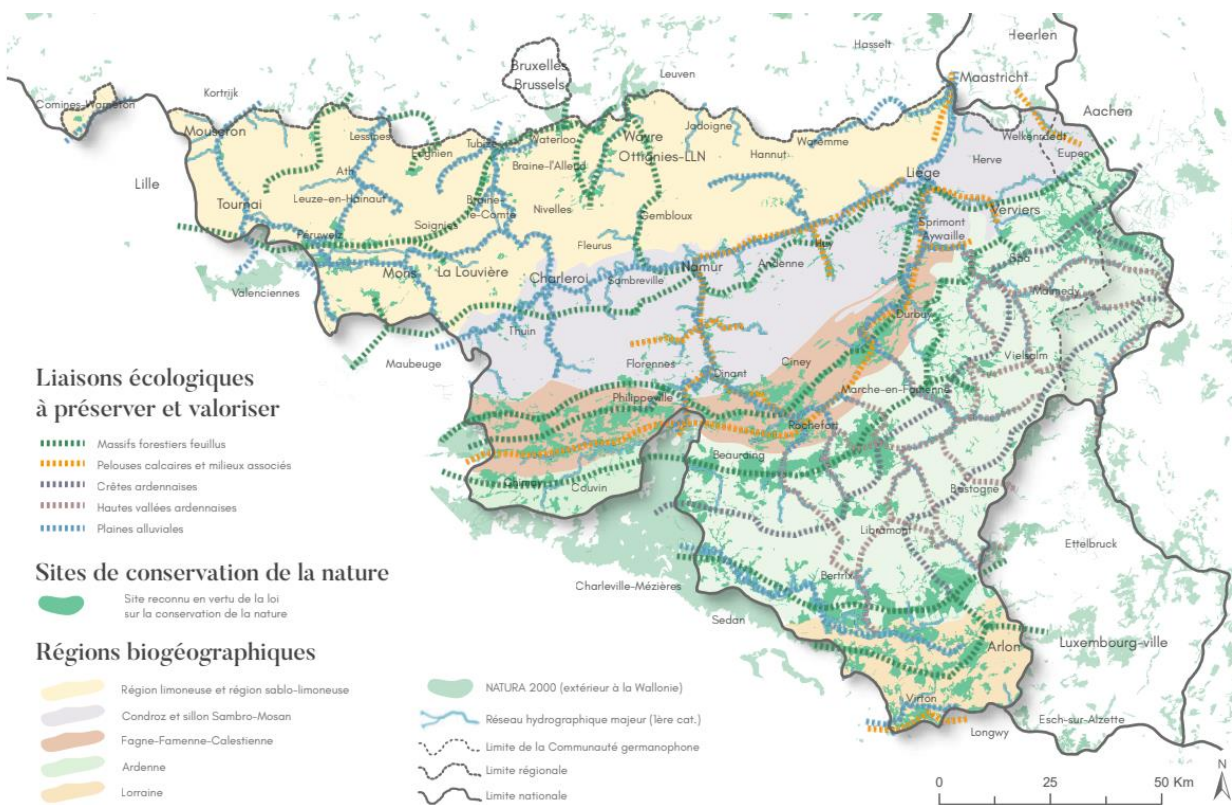 Heerlen
Hasselt
Bruxelles
Brussels
Leuven
Maastricht
Kortrijk
Comines-Warneton
Aachen
Mouscron
Lessines
Enghien
Tubize
Waterloo
Wavre
Jodoigne
Waremme
Welkenraedt
Eupen
Ottignies-LLN
Ath
Braine-l'Alleud
Hannut
Herve
Liège
Lille
Tournai
Leuze-en-Hainaut
Braine-
le-Comte
Nivelles
Gembloux
Verviers
Soignies
Sprimont
Aywaille
Péruwelz
Fleurus
Huy
Spa
Mons
La Louvière
Charleroi
Namur
Andenne
Sambreville
Malmedy
Valenciennes
Durbuy
Thuin
Vielsalm
Maubeuge
Florennes
Ciney
Dinant
Marche-en-Famenne
Philippeville
Rochefort
Beauraing
Chimay
Couvin
Bastogne
Libramont
Ettelbruck
Charleville-Mézières
Bertrix
Sedan
Arlon
Luxembourg-ville
Virton
Esch-sur-Alzette
Longwy
Liaisons écologiques
à préserver et valoriser
Massifs forestiers feuillus
Pelouses calcaires et milieux associés
Crêtes ardennaises
Hautes vallées ardennaises
Plaines alluviales
Sites de conservation de la nature
Site reconnu en vertu de la loi
sur la conservation de la nature
Régions biogéographiques
Région limoneuse et région sablo-limoneuse
Condroz et sillon Sambro-Mosan
Fagne-Famenne-Calestienne
Ardenne
Lorraine
NATURA 2000 (extérieur à la Wallonie)
Réseau hydrographique majeur (1ère cat.)
Limite de la Communauté germanophone
Limite régionale
Limite nationale
0 25 50 Km
N